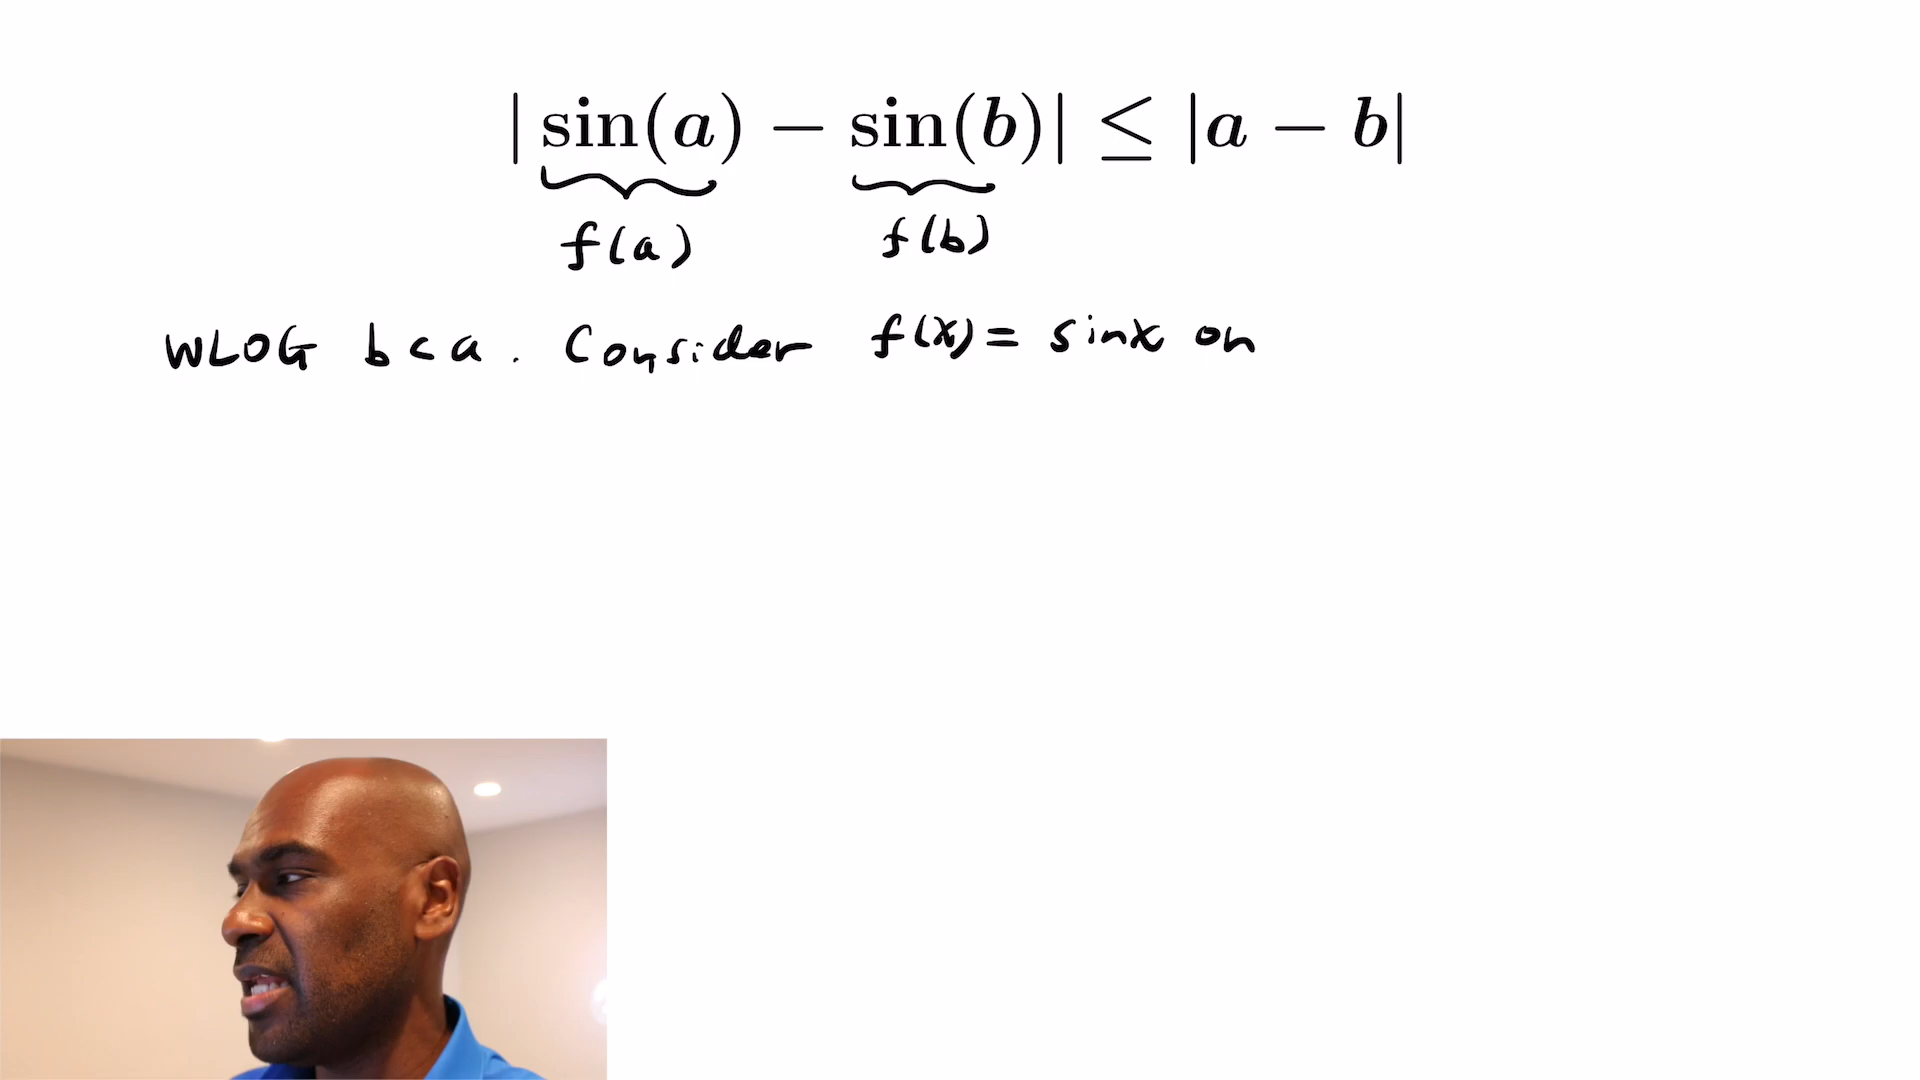 |sin(a) − sin(b)| ≤ |a − b|
f(a) f(b)
WLOG b < a. Consider f(x) = sinx on